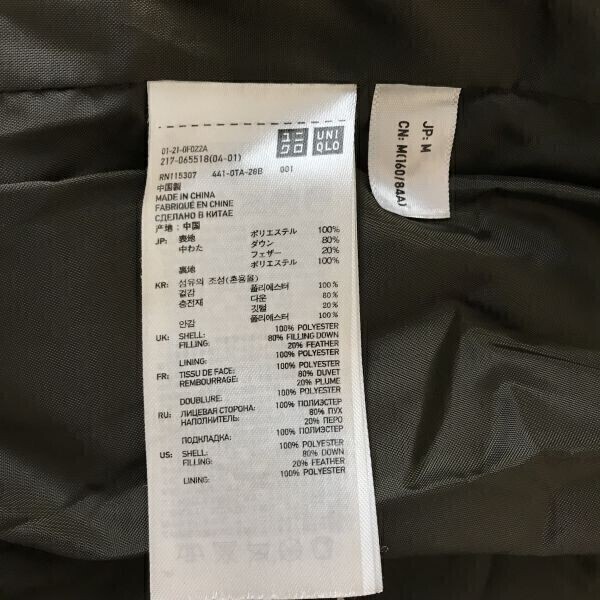 ユニ
クロ
UNI
QLO
01-21-0F022A
217-065518(04-01)
RN115307 441-0TA-28B 001
中国製
MADE IN CHINA
FABRIQUÉ EN CHINE
СДЕЛАНО В КИТАЕ
产地：中国
JP: 表地 ポリエステル 100%
中わた ダウン 80%
フェザー 20%
裏地 ポリエステル 100%
KR: 섬유의 조성(혼용율)
겉감 폴리에스터 100%
충전재 다운 80%
깃털 20%
안감 폴리에스터 100%
UK: SHELL: 100% POLYESTER
FILLING: 80% FILLING DOWN
20% FEATHER
LINING: 100% POLYESTER
FR: TISSU DE FACE: 100% POLYESTER
REMBOURRAGE: 80% DUVET
20% PLUME
DOUBLURE: 100% POLYESTER
RU: ЛИЦЕВАЯ СТОРОНА: 100% ПОЛИЭСТЕР
НАПОЛНИТЕЛЬ: 80% ПУХ
20% ПЕРО
ПОДКЛАДКА: 100% ПОЛИЭСТЕР
US: SHELL: 100% POLYESTER
FILLING: 80% DOWN
20% FEATHER
LINING: 100% POLYESTER
JP: M
CN: M(160/84A)